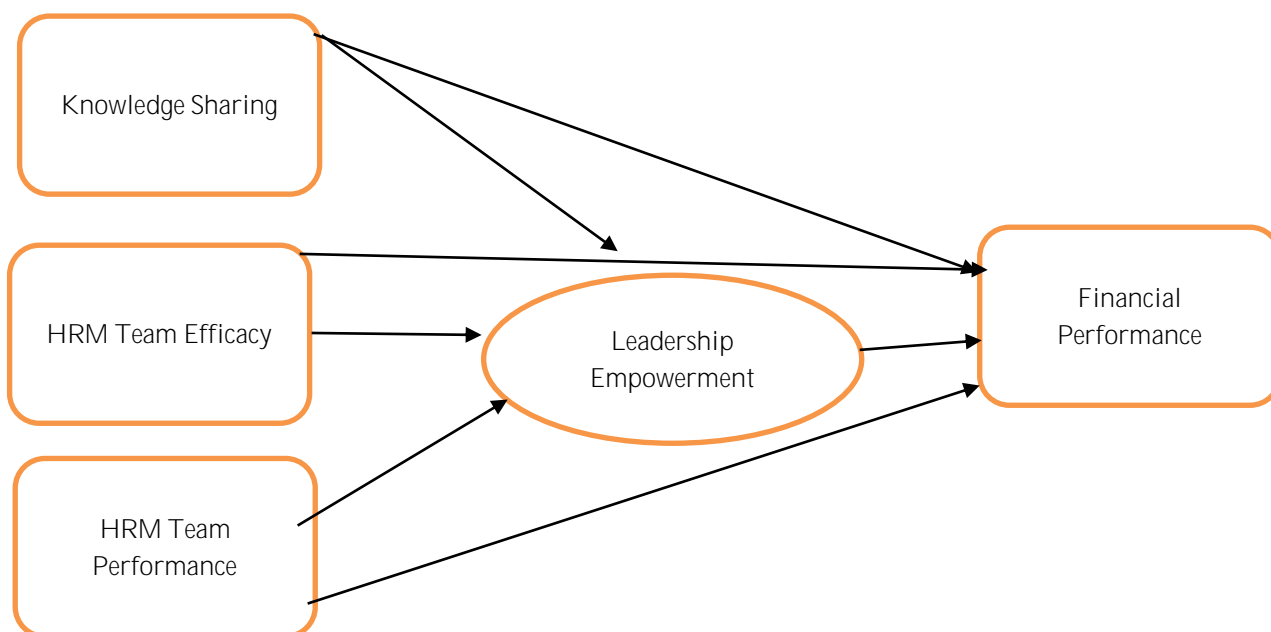 Knowledge Sharing
HRM Team Efficacy
HRM Team
Performance
Leadership
Empowerment
Financial
Performance